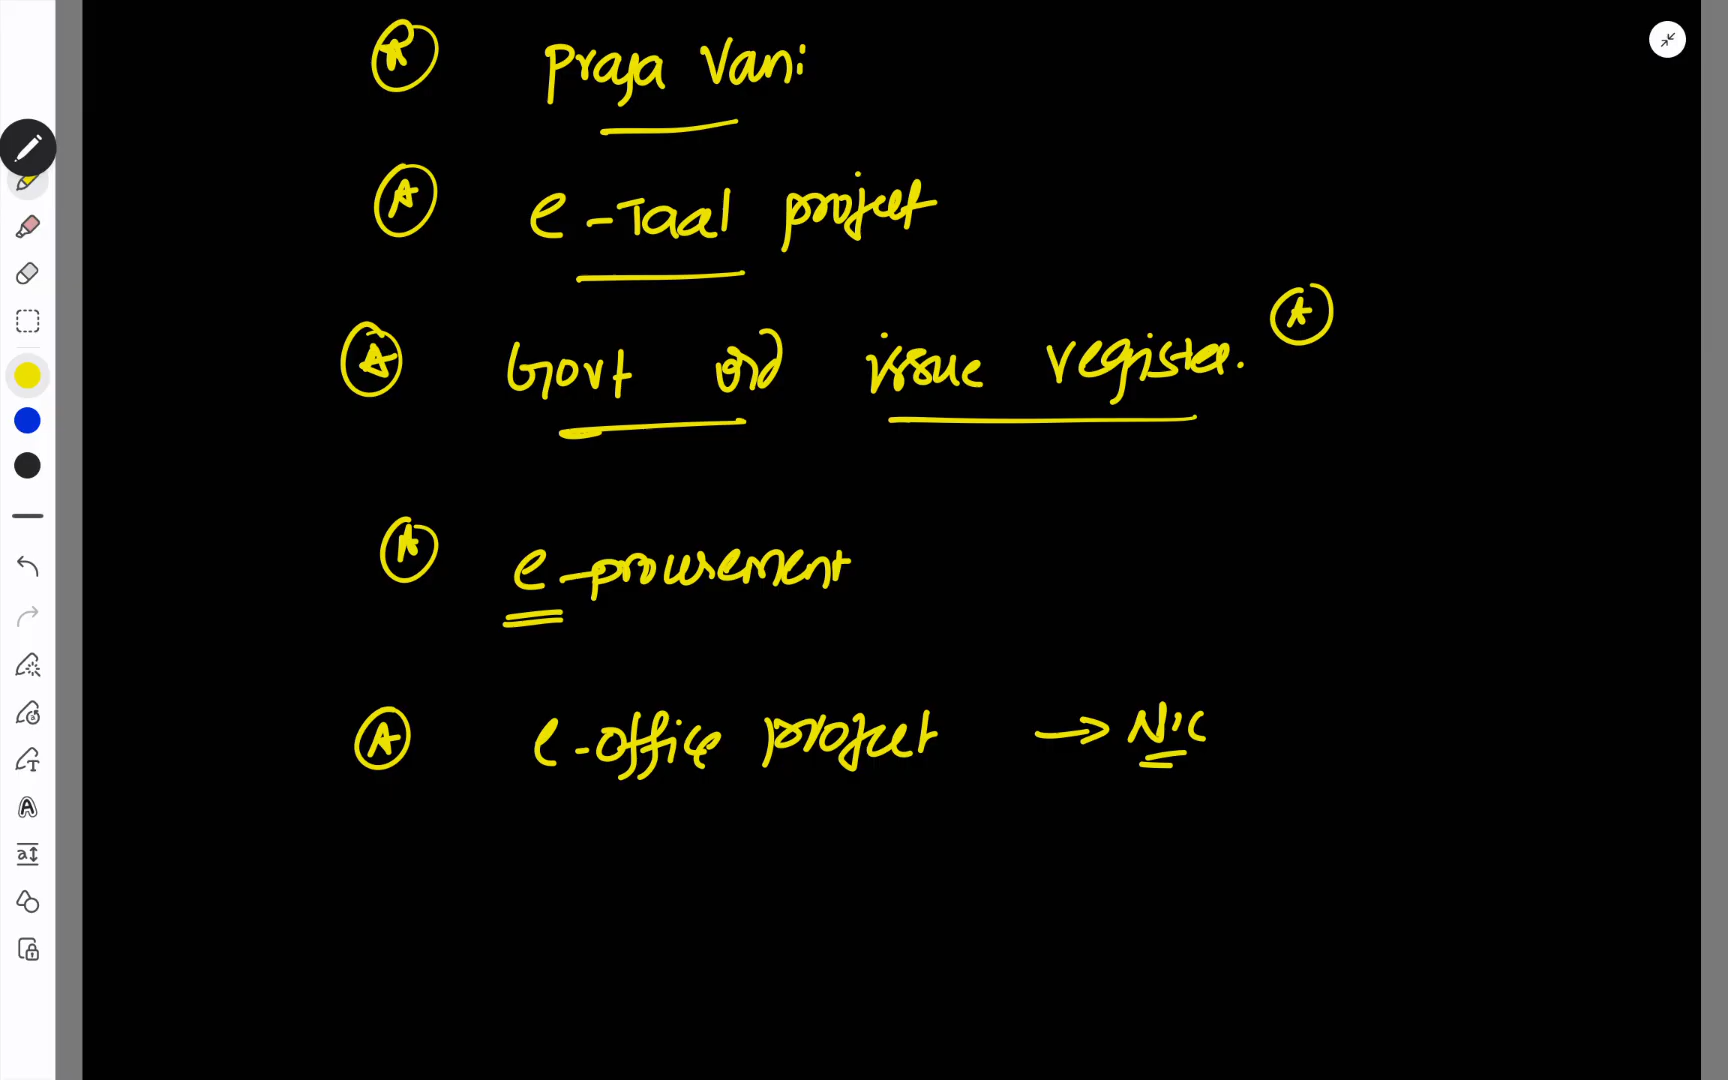 Praja Vani
A e-Taal project
A Govt ord issue register. A
A e-procurement
A e-office project → NIC